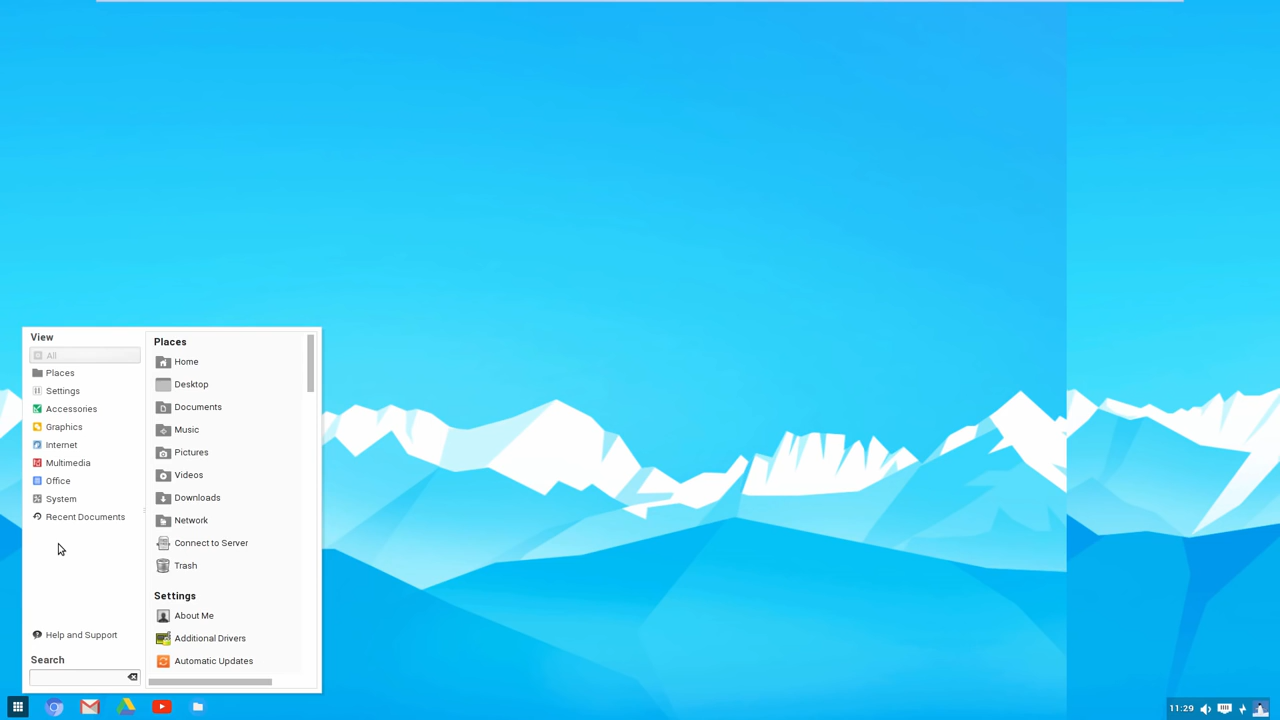 View
All
Places
Settings
Accessories
Graphics
Internet
Multimedia
Office
System
Recent Documents
Help and Support
Search
Places
Home
Desktop
Documents
Music
Pictures
Videos
Downloads
Network
Connect to Server
Trash
Settings
About Me
Additional Drivers
Automatic Updates
11:29